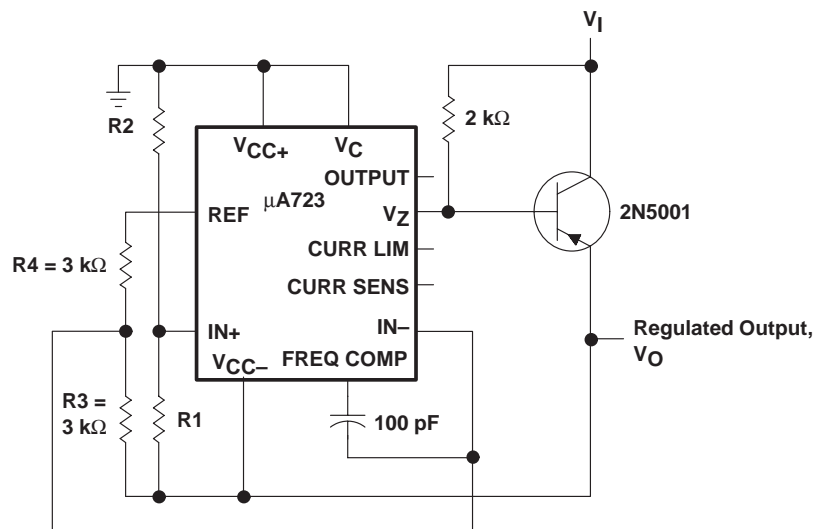 VI
R2
2 kΩ
VCC+
VC
OUTPUT
μA723
REF
VZ
2N5001
R4 = 3 kΩ
CURR LIM
CURR SENS
IN+
IN–
Regulated Output,
VO
VCC–
FREQ COMP
R3 =
3 kΩ
R1
100 pF